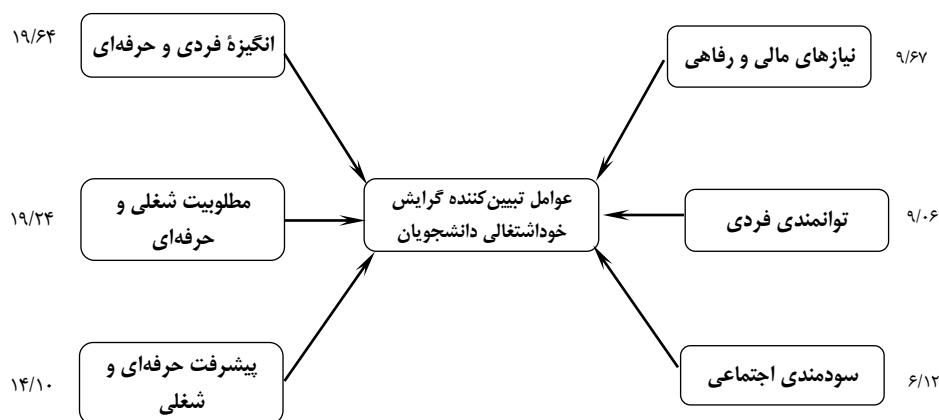 انگیزهٔ فردی و حرفه‌ای
۱۹/۶۴
نیازهای مالی و رفاهی
۹/۶۷
عوامل تبیین‌کننده گرایش
خوداشتغالی دانشجویان
مطلوبیت شغلی و
حرفه‌ای
۱۹/۲۴
توانمندی فردی
۹/۰۶
پیشرفت حرفه‌ای و
شغلی
۱۴/۱۰
سودمندی اجتماعی
۶/۱۲